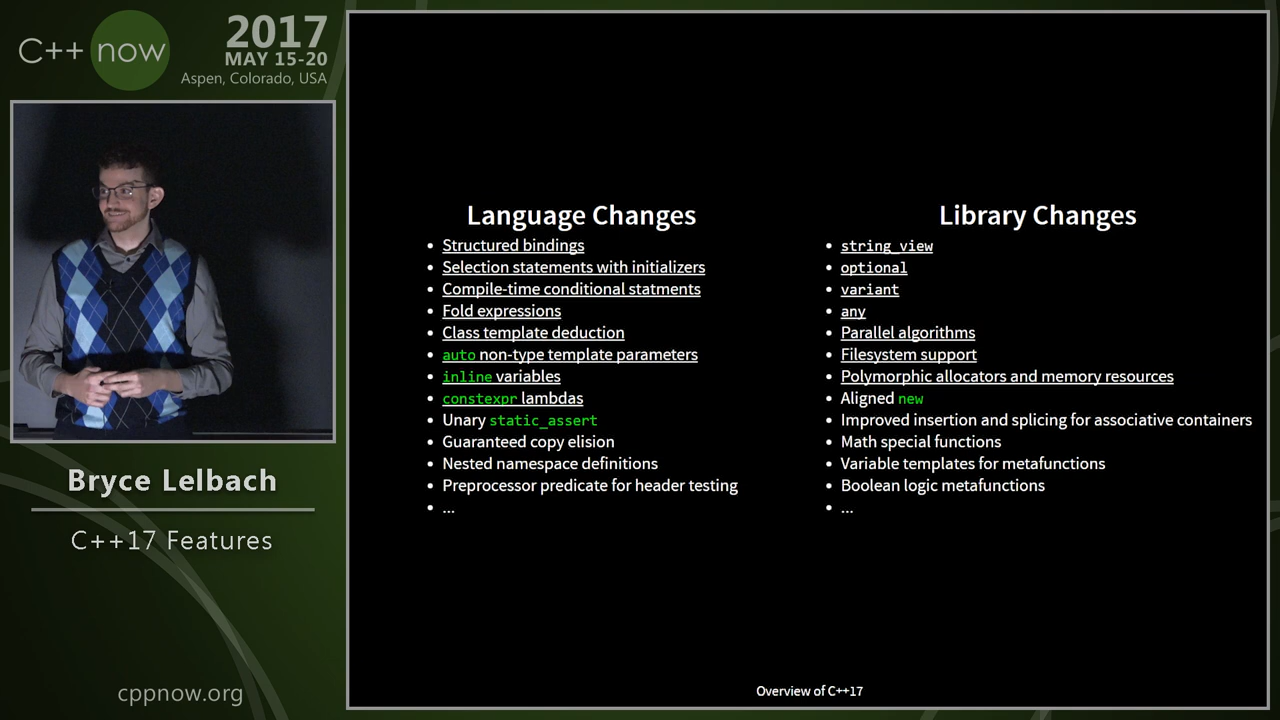 C++ now
2017
MAY 15-20
Aspen, Colorado, USA
Bryce Lelbach
C++17 Features
cppnow.org
Language Changes
• Structured bindings
• Selection statements with initializers
• Compile-time conditional statments
• Fold expressions
• Class template deduction
• auto non-type template parameters
• inline variables
• constexpr lambdas
• Unary static_assert
• Guaranteed copy elision
• Nested namespace definitions
• Preprocessor predicate for header testing
• ...
Library Changes
• string_view
• optional
• variant
• any
• Parallel algorithms
• Filesystem support
• Polymorphic allocators and memory resources
• Aligned new
• Improved insertion and splicing for associative containers
• Math special functions
• Variable templates for metafunctions
• Boolean logic metafunctions
• ...
Overview of C++17